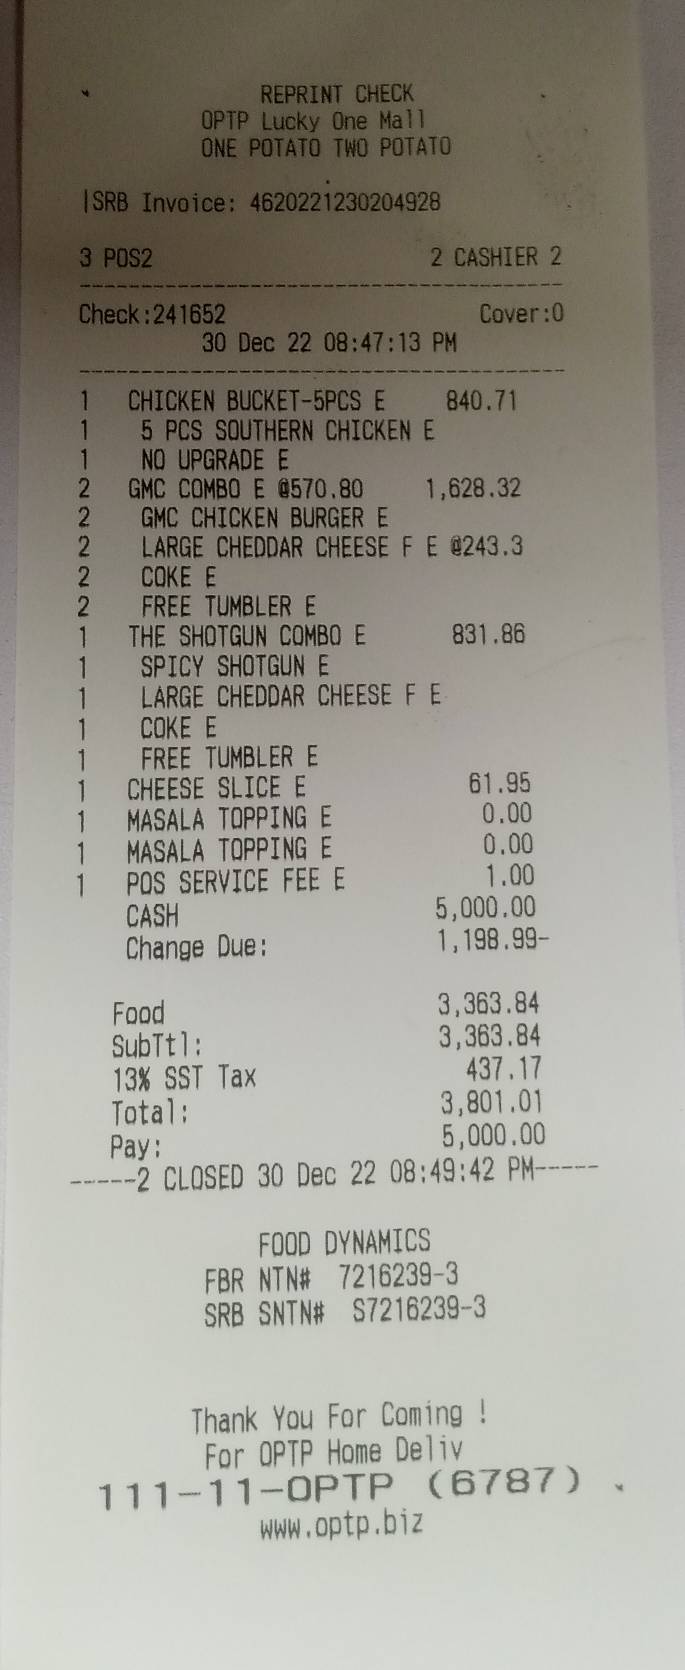 REPRINT CHECK
OPTP Lucky One Mall
ONE POTATO TWO POTATO
|SRB Invoice: 4620221230204928
3 POS2 2 CASHIER 2
----------------------------------------
Check:241652 Cover:0
30 Dec 22 08:47:13 PM
----------------------------------------
1 CHICKEN BUCKET-5PCS E 840.71
1 5 PCS SOUTHERN CHICKEN E
1 NO UPGRADE E
2 GMC COMBO E @570.80 1,628.32
2 GMC CHICKEN BURGER E
2 LARGE CHEDDAR CHEESE F E @243.3
2 COKE E
2 FREE TUMBLER E
1 THE SHOTGUN COMBO E 831.86
1 SPICY SHOTGUN E
1 LARGE CHEDDAR CHEESE F E
1 COKE E
1 FREE TUMBLER E
1 CHEESE SLICE E 61.95
1 MASALA TOPPING E 0.00
1 MASALA TOPPING E 0.00
1 POS SERVICE FEE E 1.00
CASH 5,000.00
Change Due: 1,198.99-
Food 3,363.84
SubTtl: 3,363.84
13% SST Tax 437.17
Total: 3,801.01
Pay: 5,000.00
-----2 CLOSED 30 Dec 22 08:49:42 PM-----
FOOD DYNAMICS
FBR NTN# 7216239-3
SRB SNTN# S7216239-3
Thank You For Coming !
For OPTP Home Deliv
111-11-OPTP (6787)
www.optp.biz